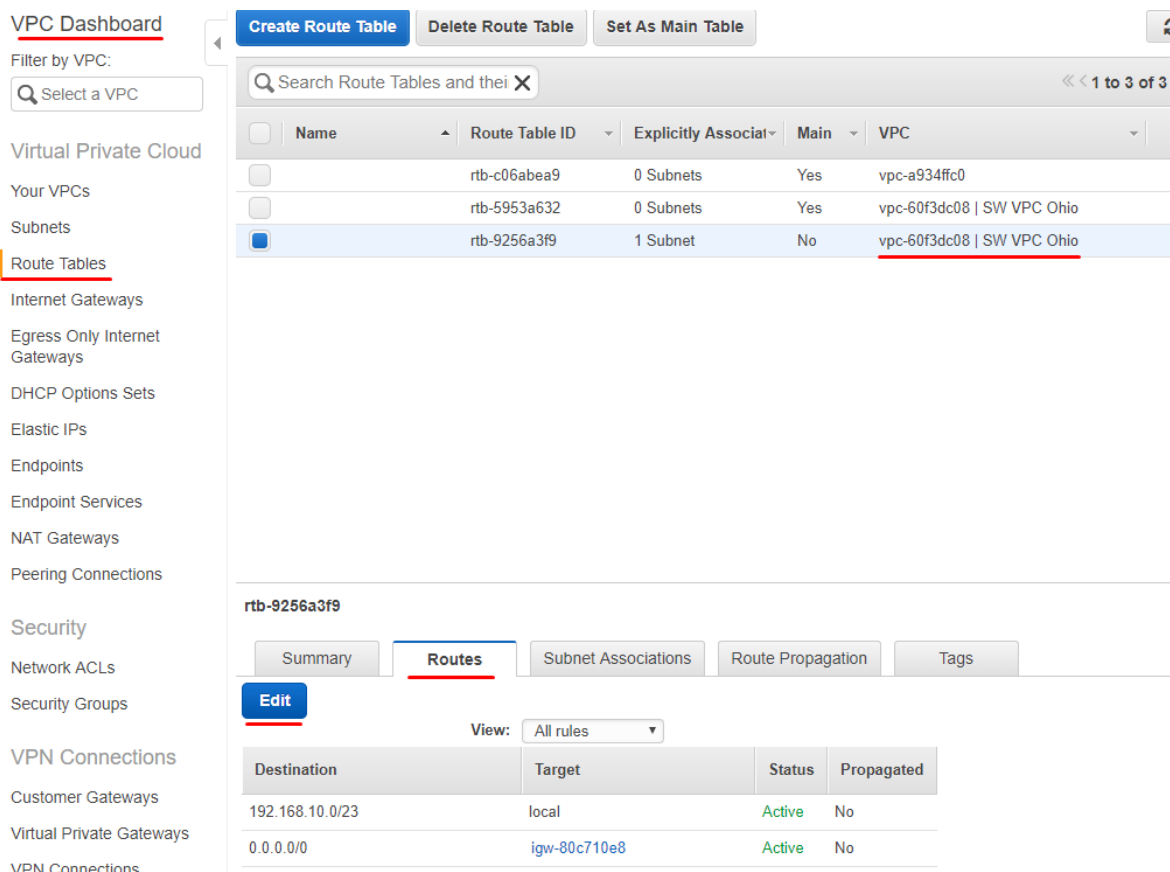 VPC Dashboard
Filter by VPC:
Select a VPC
Virtual Private Cloud
Your VPCs
Subnets
Route Tables
Internet Gateways
Egress Only Internet
Gateways
DHCP Options Sets
Elastic IPs
Endpoints
Endpoint Services
NAT Gateways
Peering Connections
Security
Network ACLs
Security Groups
VPN Connections
Customer Gateways
Virtual Private Gateways
VPN Connections
Create Route Table Delete Route Table Set As Main Table
Search Route Tables and thei
1 to 3 of 3
Name Route Table ID Explicitly Associat Main VPC
rtb-c06abea9 0 Subnets Yes vpc-a934ffc0
rtb-5953a632 0 Subnets Yes vpc-60f3dc08 | SW VPC Ohio
rtb-9256a3f9 1 Subnet No vpc-60f3dc08 | SW VPC Ohio
rtb-9256a3f9
Summary Routes Subnet Associations Route Propagation Tags
Edit
View: All rules
Destination Target Status Propagated
192.168.10.0/23 local Active No
0.0.0.0/0 igw-80c710e8 Active No